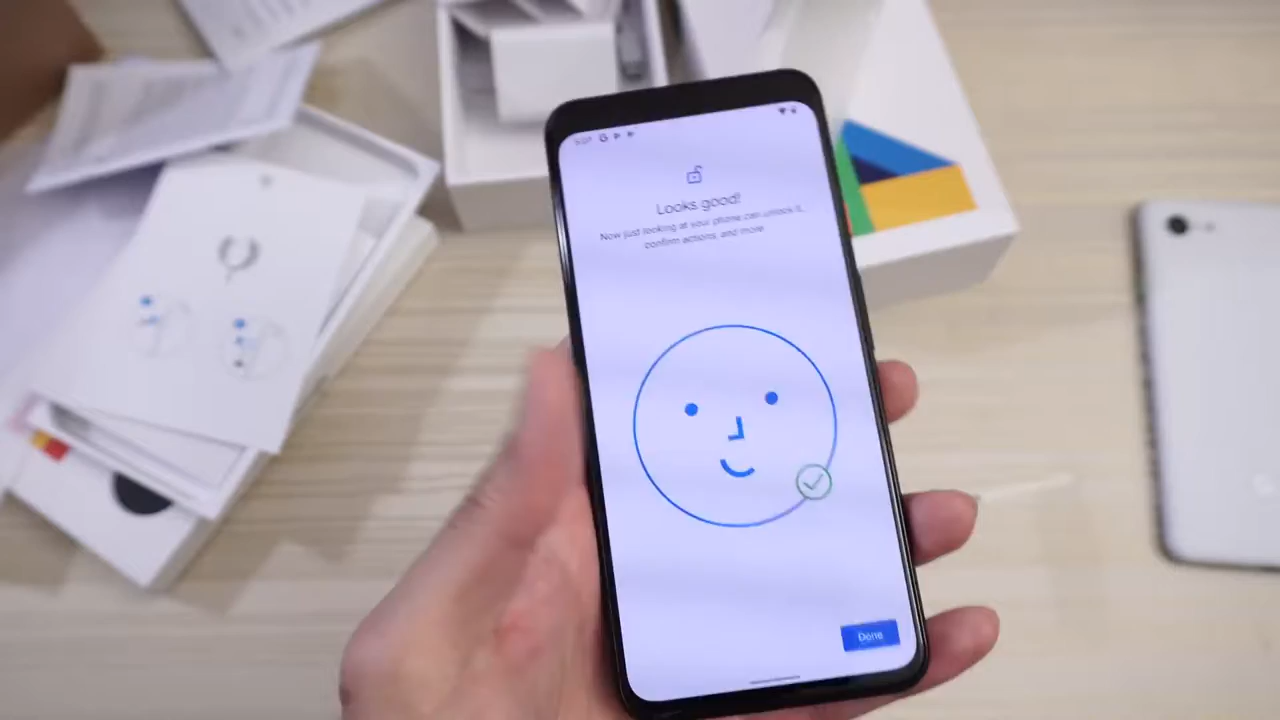 Looks good!
Now just looking at your phone can unlock it,
confirm actions, and more
Done